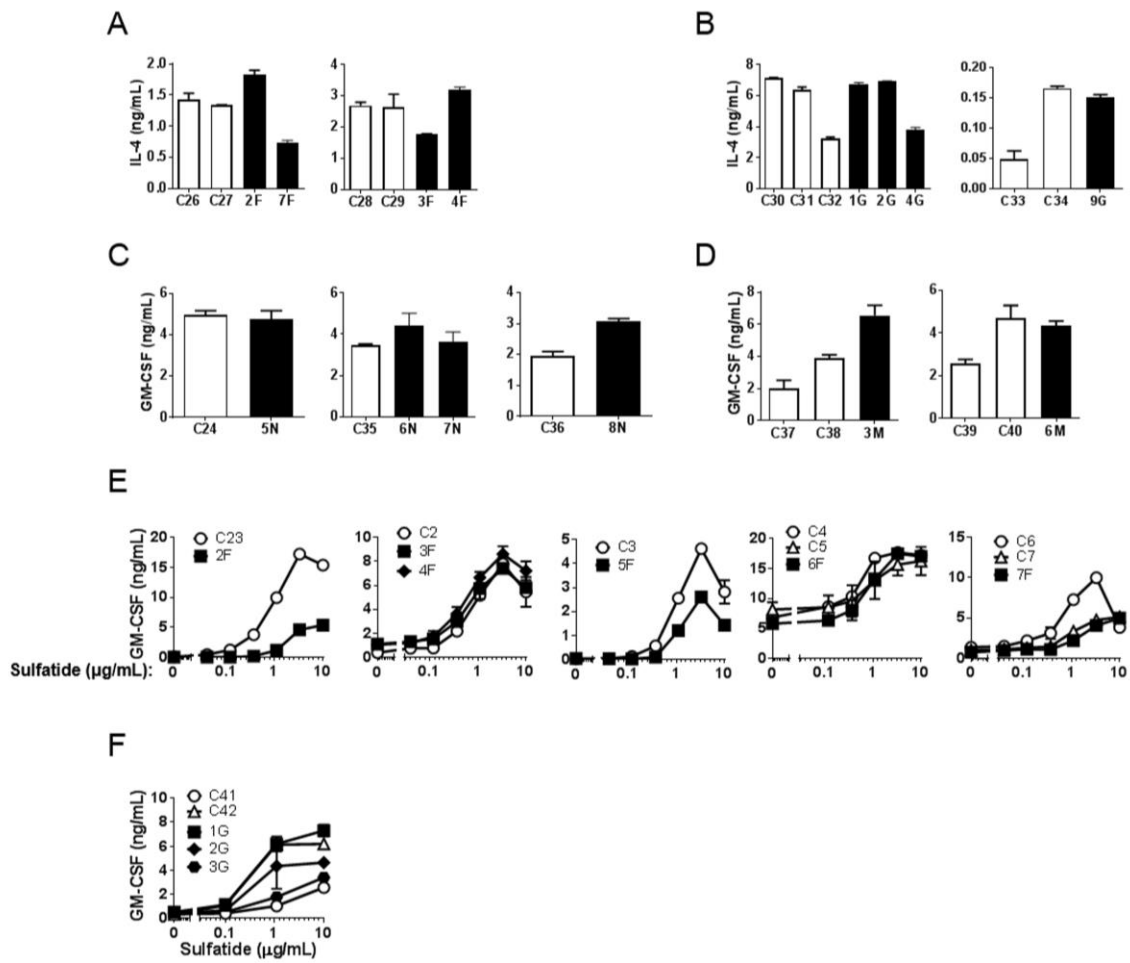 A
IL-4 (ng/mL)
2.0
1.5
1.0
0.5
0.0
C26 C27 2F 7F
4
3
2
1
0
C28 C29 3F 4F
B
IL-4 (ng/mL)
8
6
4
2
0
C30 C31 C32 1G 2G 4G
0.20
0.15
0.10
0.05
0.00
C33 C34 9G
C
GM-CSF (ng/mL)
6
4
2
0
C24 5N
6
4
2
0
C35 6N 7N
4
3
2
1
0
C36 8N
D
GM-CSF (ng/mL)
8
6
4
2
0
C37 C38 3M
6
4
2
0
C39 C40 6M
E
GM-CSF (ng/mL)
C23
2F
20
15
10
5
0
0 0.1 1 10
C2
3F
4F
10
8
6
4
2
0
0 0.1 1 10
C3
5F
5
4
3
2
1
0
0 0.1 1 10
C4
C5
6F
20
15
10
5
0
0 0.1 1 10
C6
C7
7F
15
10
5
0
0 0.1 1 10
Sulfatide (µg/mL):
F
GM-CSF (ng/mL)
C41
C42
1G
2G
3G
10
8
6
4
2
0
0 0.1 1 10
Sulfatide (µg/mL)